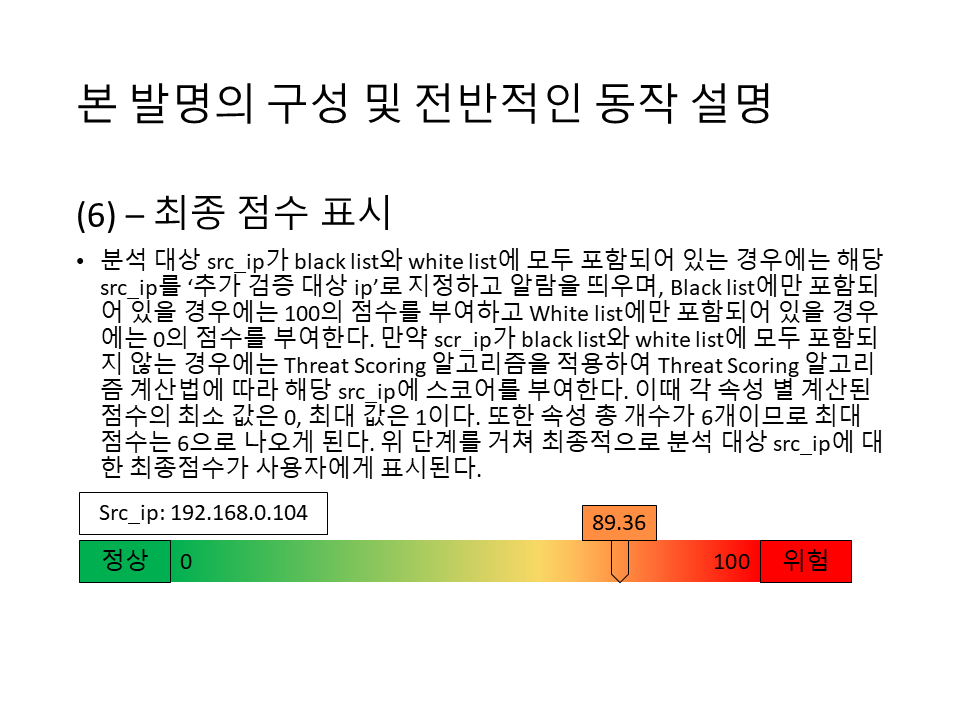 본 발명의 구성 및 전반적인 동작 설명
(6) – 최종 점수 표시
• 분석 대상 src_ip가 black list와 white list에 모두 포함되어 있는 경우에는 해당
src_ip를 ‘추가 검증 대상 ip’로 지정하고 알람을 띄우며, Black list에만 포함되
어 있을 경우에는 100의 점수를 부여하고 White list에만 포함되어 있을 경우
에는 0의 점수를 부여한다. 만약 scr_ip가 black list와 white list에 모두 포함되
지 않는 경우에는 Threat Scoring 알고리즘을 적용하여 Threat Scoring 알고리
즘 계산법에 따라 해당 src_ip에 스코어를 부여한다. 이때 각 속성 별 계산된
점수의 최소 값은 0, 최대 값은 1이다. 또한 속성 총 개수가 6개이므로 최대
점수는 6으로 나오게 된다. 위 단계를 거쳐 최종적으로 분석 대상 src_ip에 대
한 최종점수가 사용자에게 표시된다.
Src_ip: 192.168.0.104
89.36
정상 0 100 위험